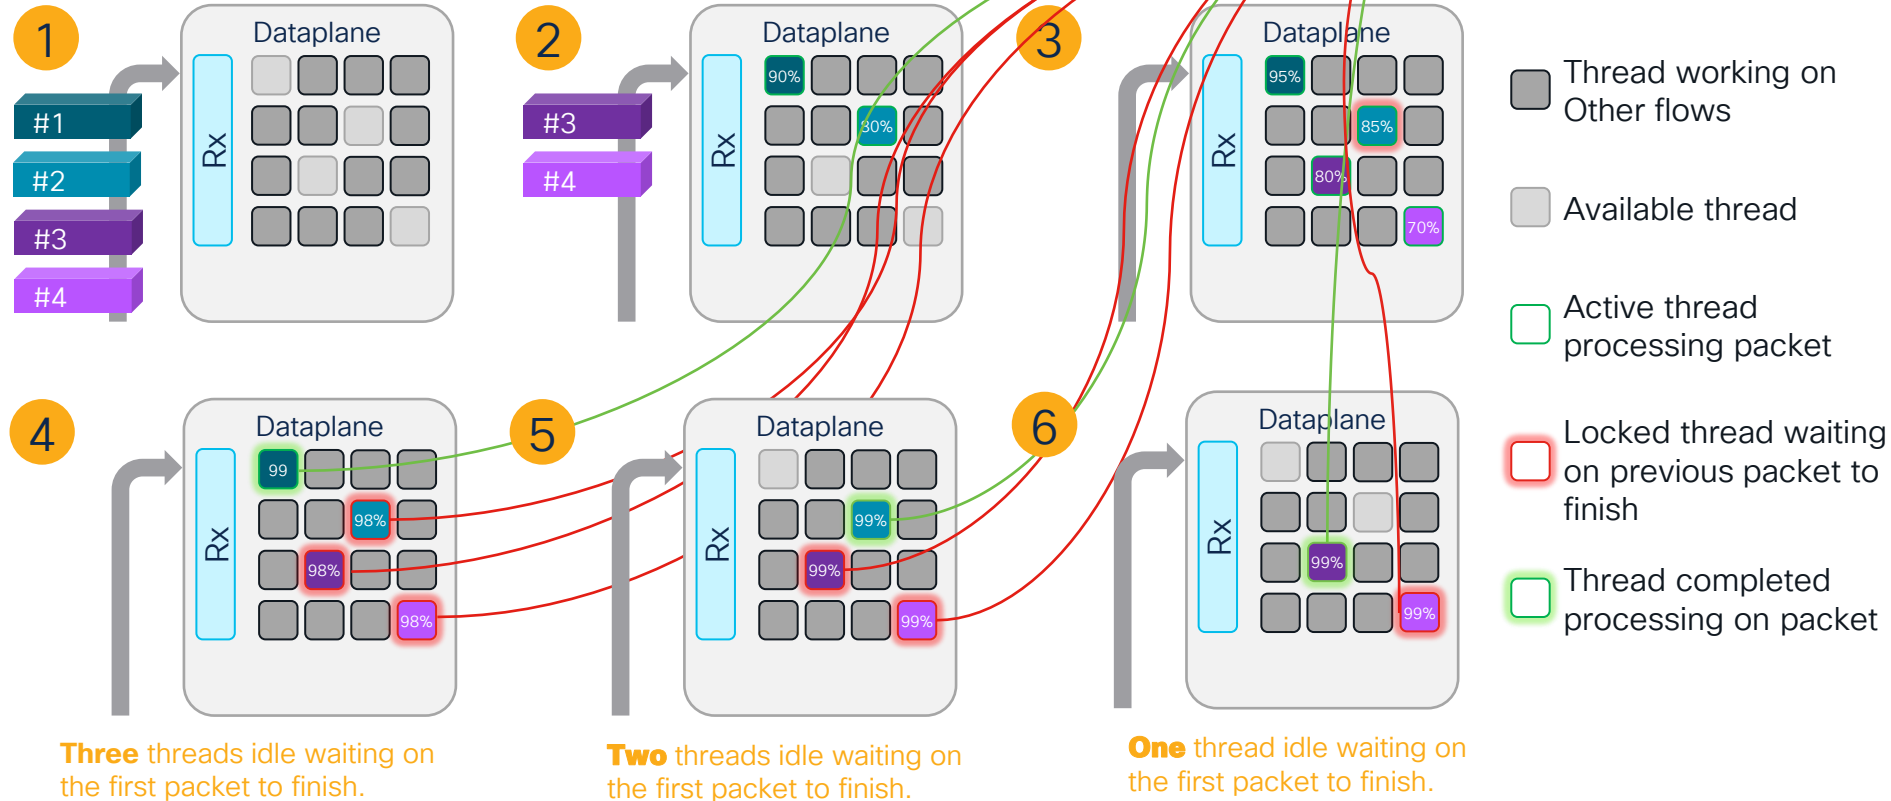 1
Dataplane
Rx
#1
#2
#3
#4
2
Dataplane
Rx
#3
#4
90%
80%
3
Dataplane
Rx
95%
85%
80%
70%
Thread working on
Other flows
Available thread
Active thread
processing packet
Locked thread waiting
on previous packet to
finish
Thread completed
processing on packet
4
Dataplane
Rx
99
98%
98%
98%
Three threads idle waiting on
the first packet to finish.
5
Dataplane
Rx
99%
99%
99%
Two threads idle waiting on
the first packet to finish.
6
Dataplane
Rx
99%
99%
One thread idle waiting on
the first packet to finish.